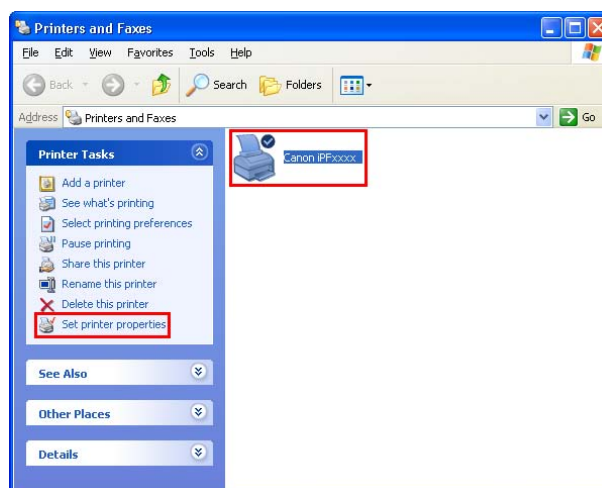 Printers and Faxes
File Edit View Favorites Tools Help
Back Search Folders
Address Printers and Faxes Go
Printer Tasks
Canon iPFxxxx
Add a printer
See what's printing
Select printing preferences
Pause printing
Share this printer
Rename this printer
Delete this printer
Set printer properties
See Also
Other Places
Details